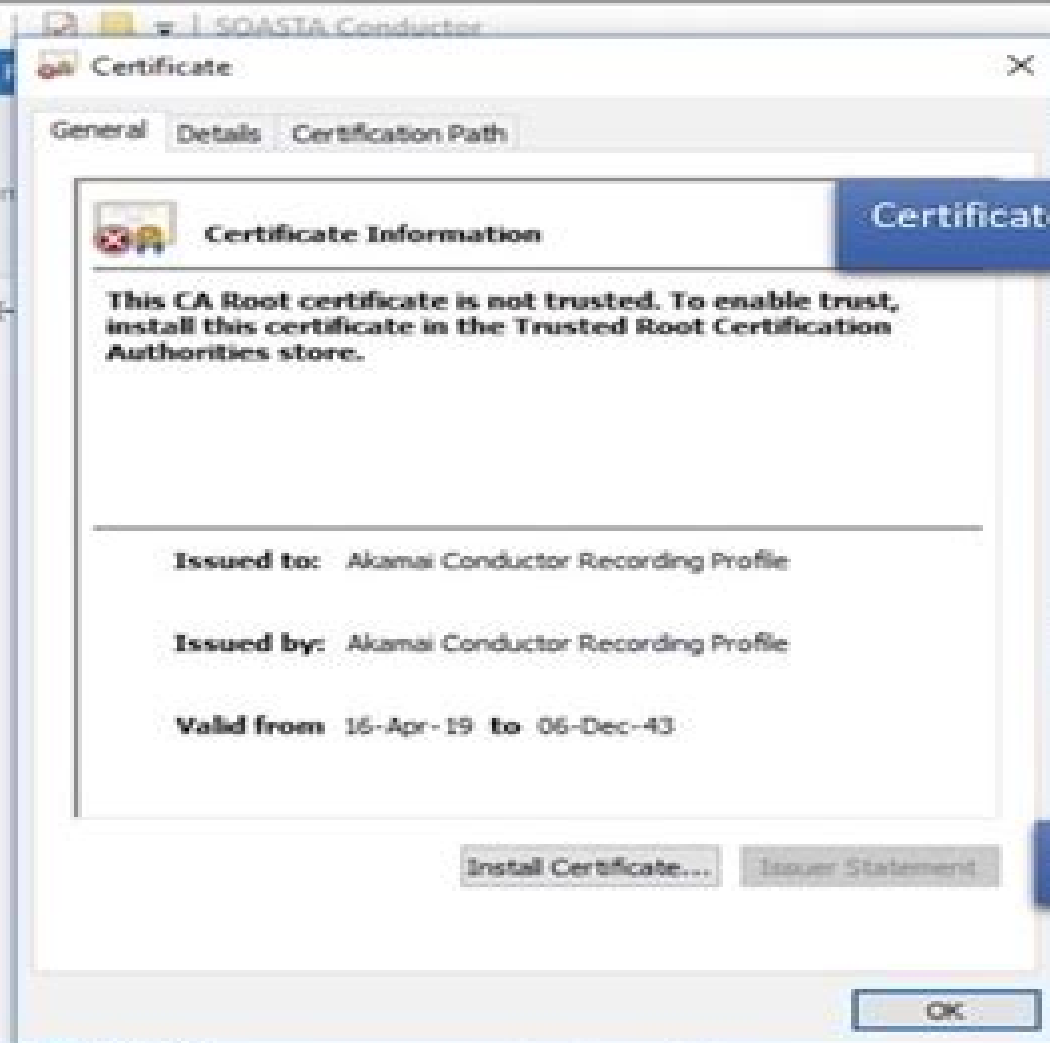 SOASTA Conductor
Certificate
General Details Certification Path
Certificate Information
Certificat
This CA Root certificate is not trusted. To enable trust,
install this certificate in the Trusted Root Certification
Authorities store.
Issued to: Akamai Conductor Recording Profile
Issued by: Akamai Conductor Recording Profile
Valid from 16-Apr-19 to 06-Dec-43
Install Certificate... Issuer Statement
OK